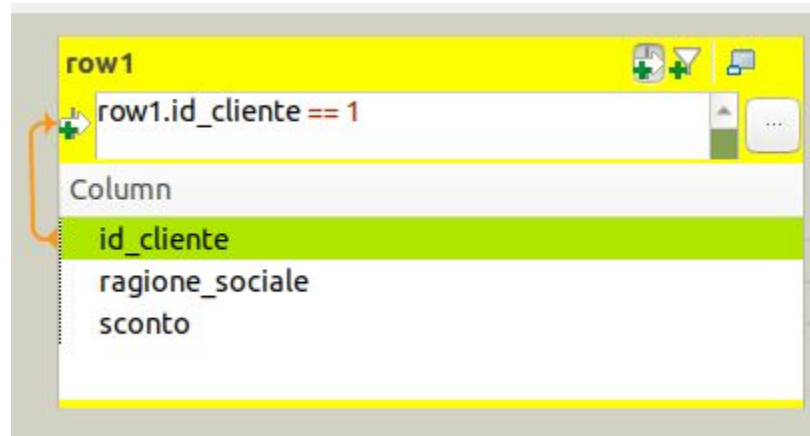 row1
row1.id_cliente == 1
...
Column
id_cliente
ragione_sociale
sconto